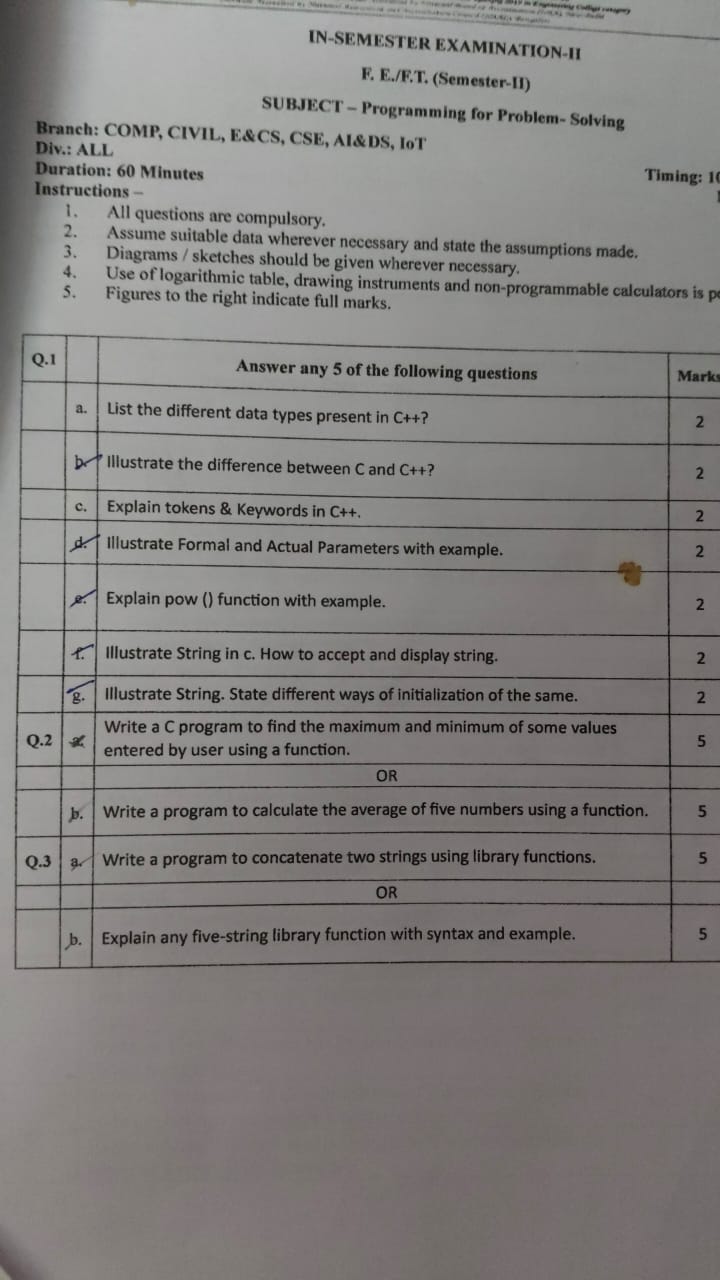 IN-SEMESTER EXAMINATION-II
F. E./F.T. (Semester-II)
SUBJECT – Programming for Problem- Solving
Branch: COMP, CIVIL, E&CS, CSE, AI&DS, IoT
Div.: ALL
Duration: 60 Minutes
Timing: 10
Instructions –
1. All questions are compulsory.
2. Assume suitable data wherever necessary and state the assumptions made.
3. Diagrams / sketches should be given wherever necessary.
4. Use of logarithmic table, drawing instruments and non-programmable calculators is pe
5. Figures to the right indicate full marks.
Q.1 Answer any 5 of the following questions Marks
a. List the different data types present in C++? 2
b. Illustrate the difference between C and C++? 2
c. Explain tokens & Keywords in C++. 2
d. Illustrate Formal and Actual Parameters with example. 2
e. Explain pow () function with example. 2
f. Illustrate String in c. How to accept and display string. 2
g. Illustrate String. State different ways of initialization of the same. 2
Q.2 a. Write a C program to find the maximum and minimum of some values
entered by user using a function. 5
OR
b. Write a program to calculate the average of five numbers using a function. 5
Q.3 a. Write a program to concatenate two strings using library functions. 5
OR
b. Explain any five-string library function with syntax and example. 5